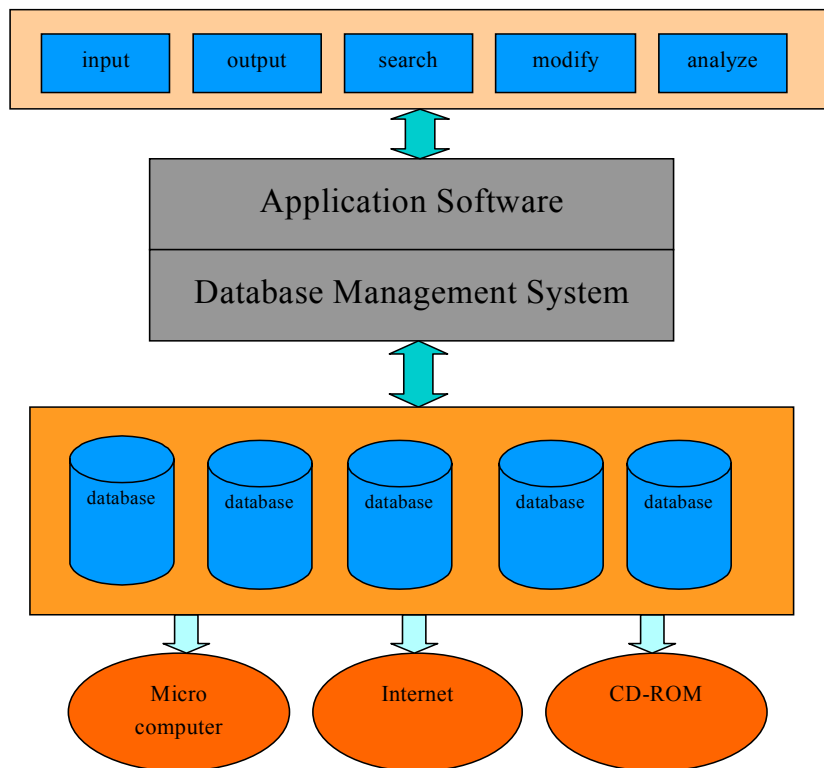 input output search modify analyze
Application Software
Database Management System
database database database database database
Micro Internet CD-ROM
computer